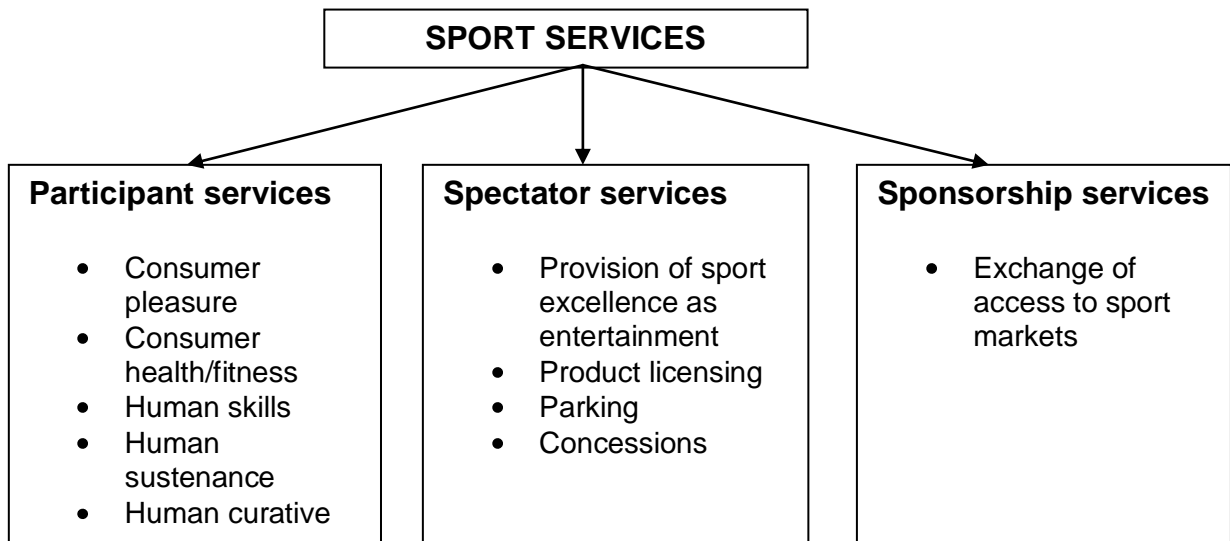 SPORT SERVICES
Participant services
• Consumer
pleasure
• Consumer
health/fitness
• Human skills
• Human
sustenance
• Human curative
Spectator services
• Provision of sport
excellence as
entertainment
• Product licensing
• Parking
• Concessions
Sponsorship services
• Exchange of
access to sport
markets